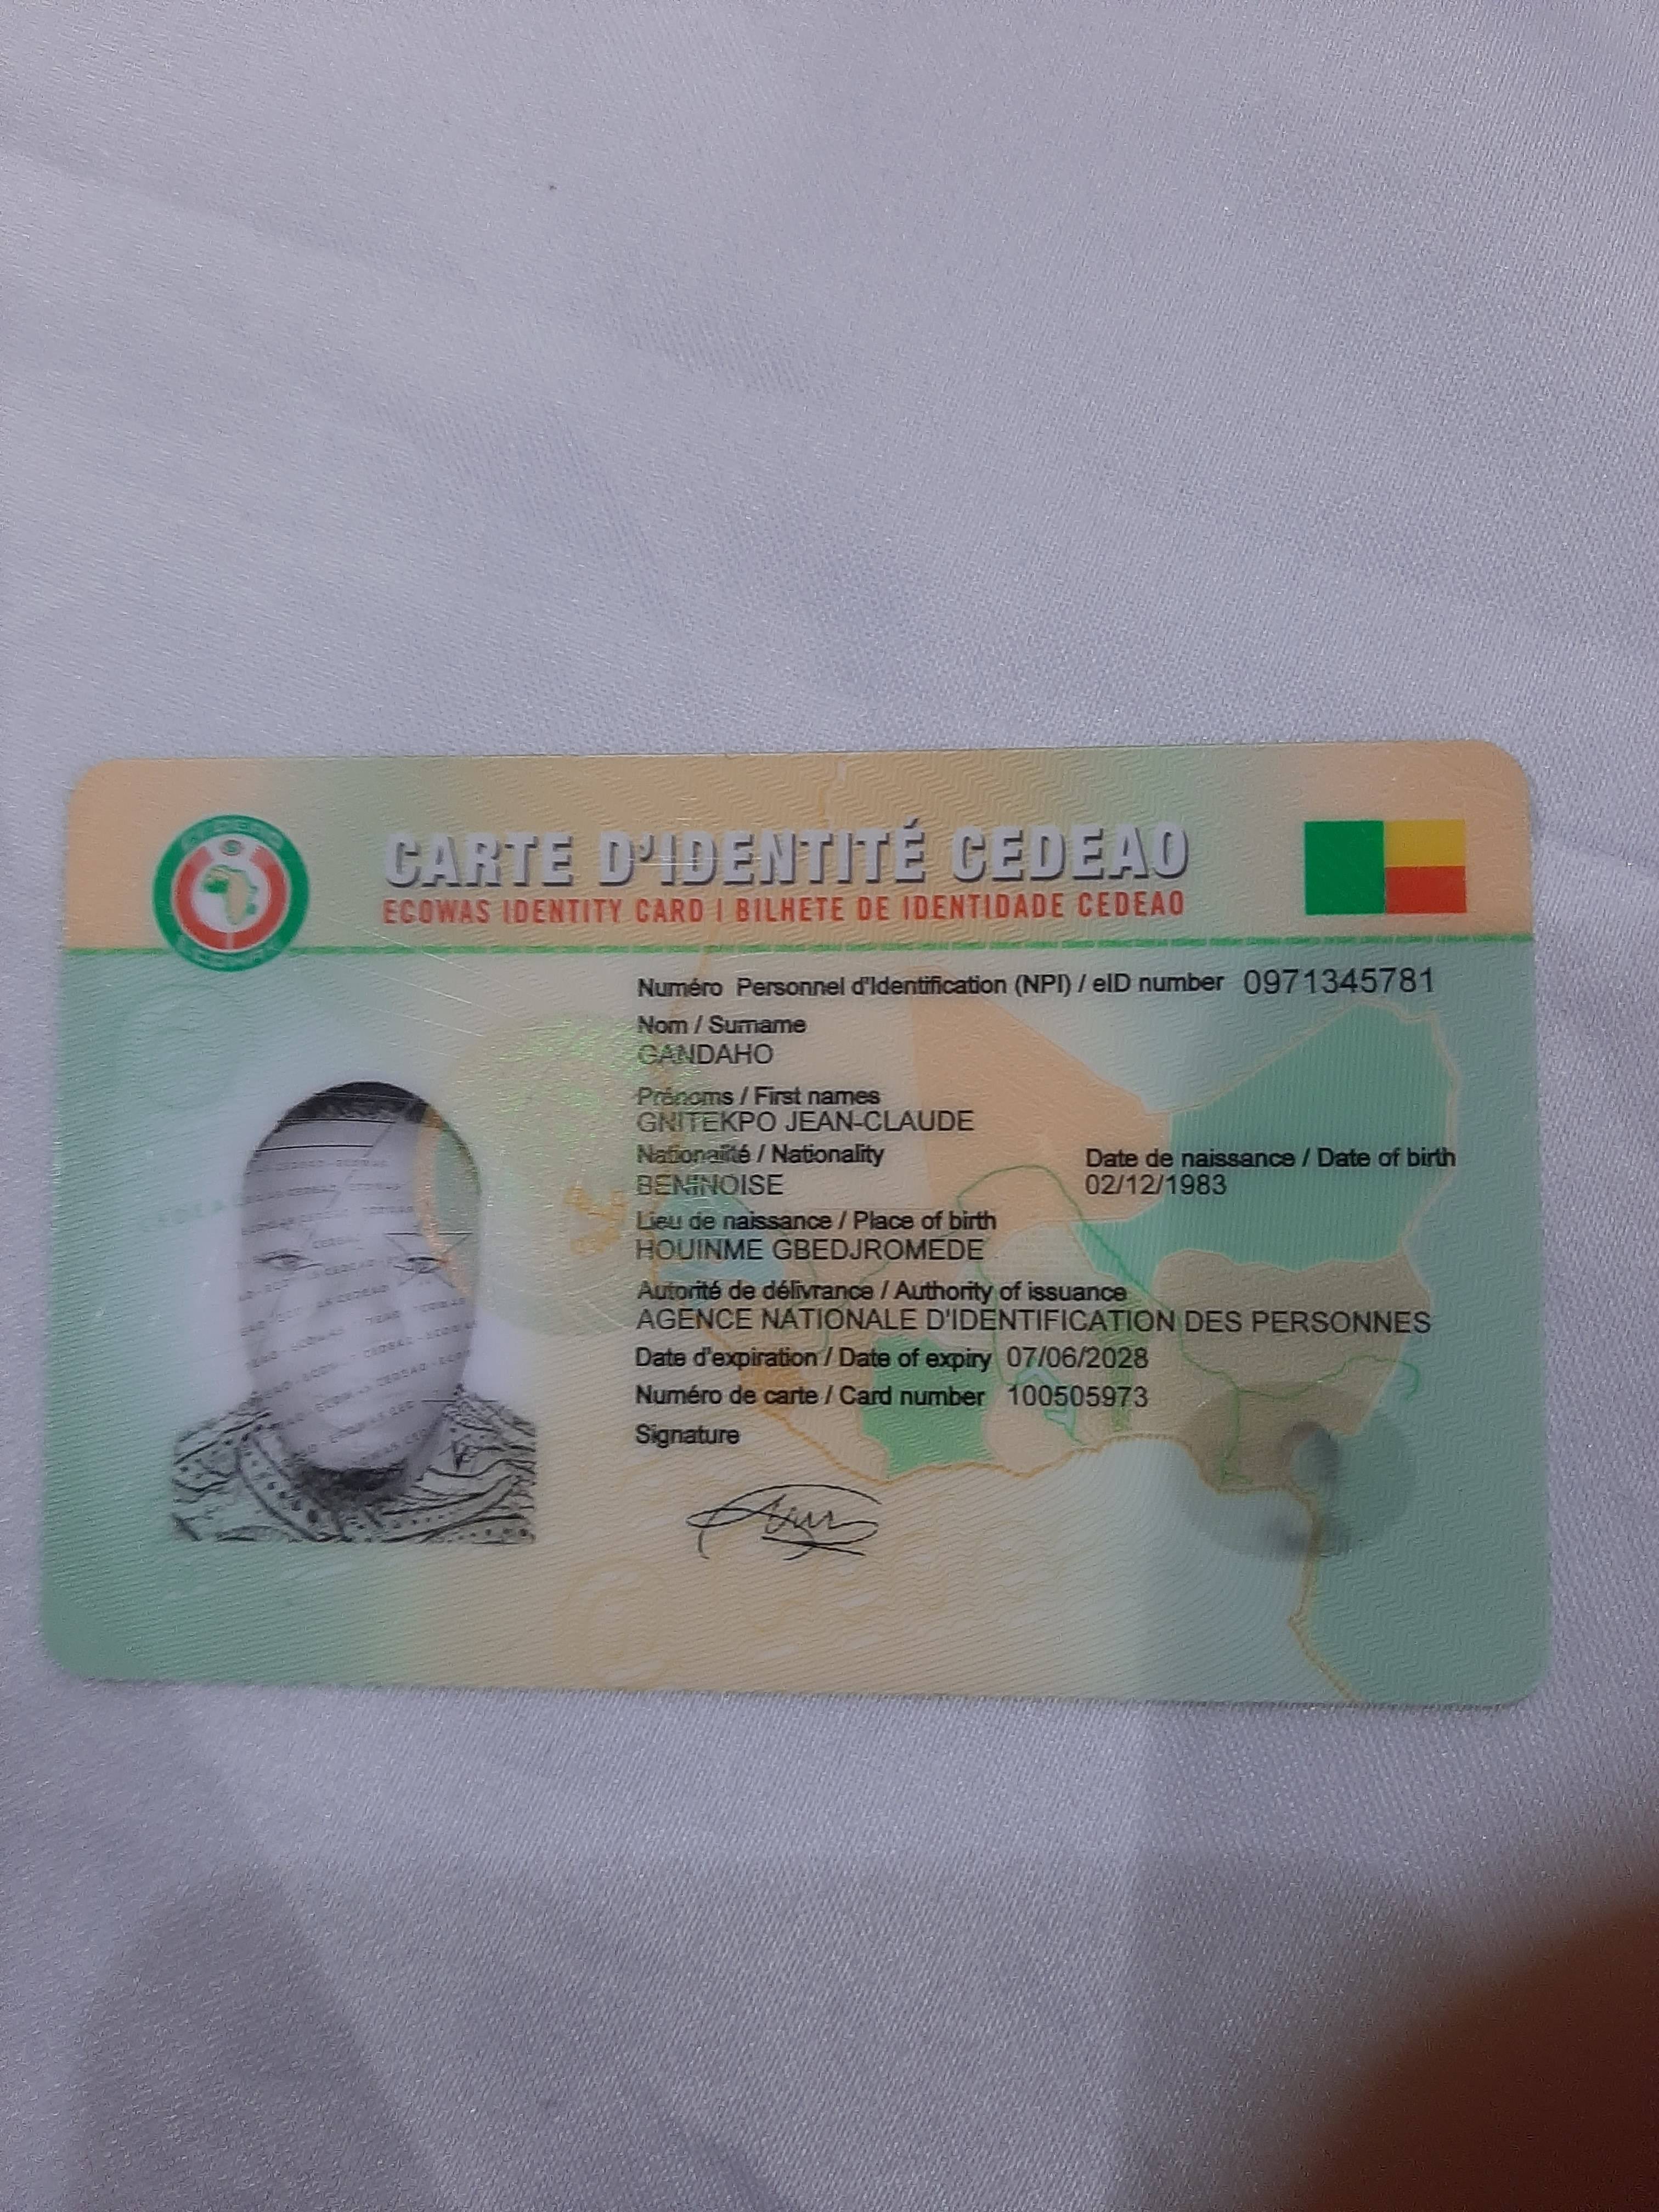 CARTE D'IDENTITÉ CEDEAO
ECOWAS IDENTITY CARD | BILHETE DE IDENTIDADE CEDEAO
Numéro Personnel d'Identification (NPI) / eID number 0971345781
Nom / Surname
GANDAHO
Prénoms / First names
GNITEKPO JEAN-CLAUDE
Nationalité / Nationality
BENINOISE
Date de naissance / Date of birth
02/12/1983
Lieu de naissance / Place of birth
HOUINME GBEDJROMEDE
Autorité de délivrance / Authority of issuance
AGENCE NATIONALE D'IDENTIFICATION DES PERSONNES
Date d'expiration / Date of expiry 07/06/2028
Numéro de carte / Card number 100505973
Signature